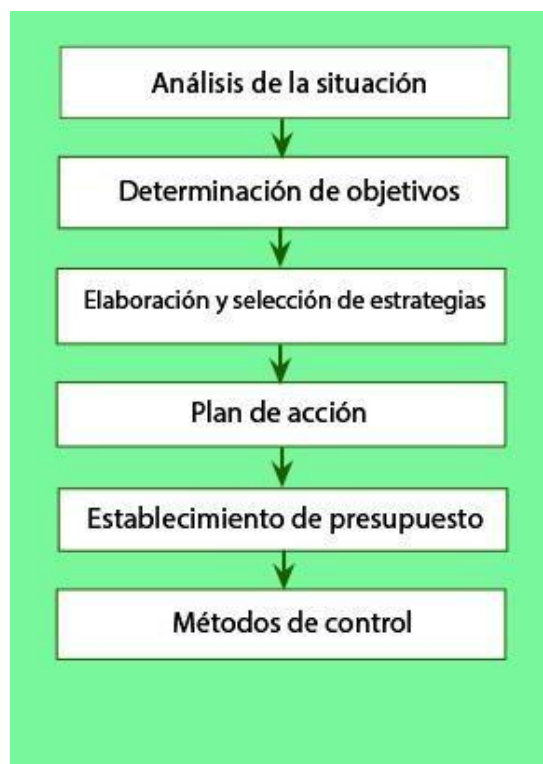 Análisis de la situación
Determinación de objetivos
Elaboración y selección de estrategias
Plan de acción
Establecimiento de presupuesto
Métodos de control